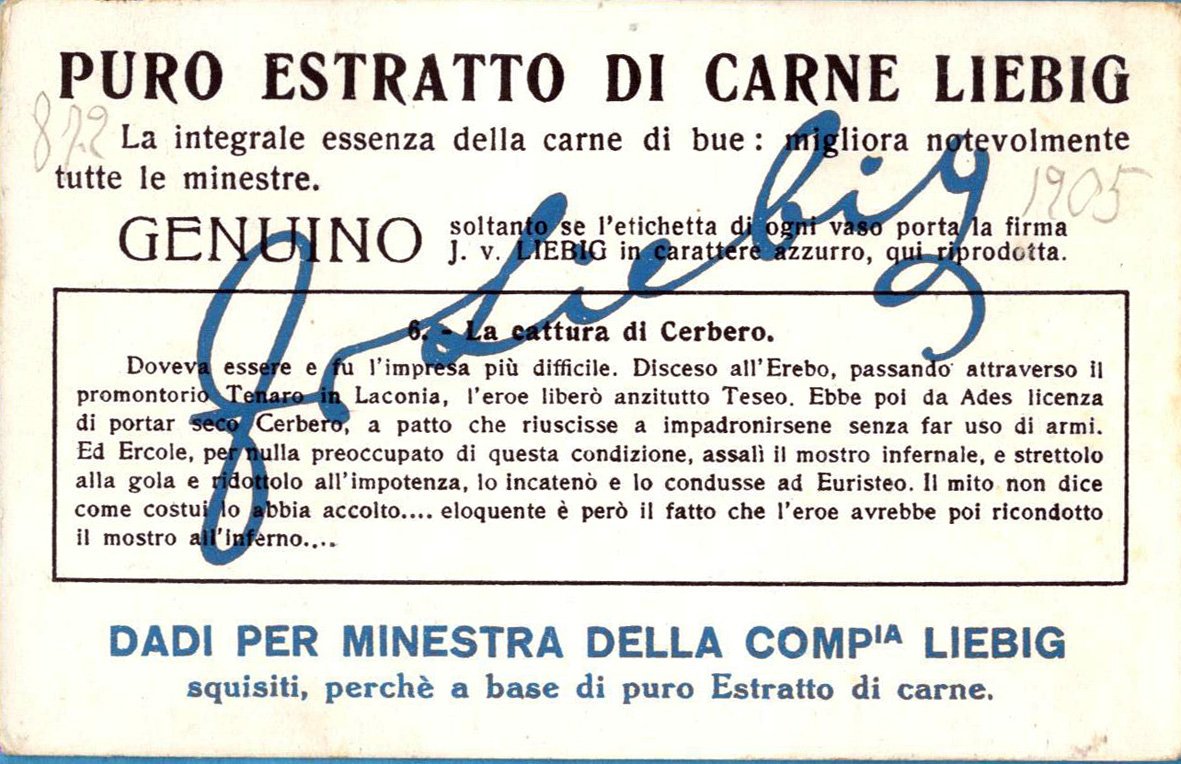 PURO ESTRATTO DI CARNE LIEBIG
872
La integrale essenza della carne di bue: migliora notevolmente
tutte le minestre.
1905
GENUINO
soltanto se l'etichetta di ogni vaso porta la firma
J. v. LIEBIG in carattere azzurro, qui riprodotta.
J v Liebig
6. - La cattura di Cerbero.
Doveva essere e fu l'impresa più difficile. Disceso all'Erebo, passando attraverso il
promontorio Tenaro in Laconia, l'eroe liberò anzitutto Teseo. Ebbe poi da Ades licenza
di portar seco Cerbero, a patto che riuscisse a impadronirsene senza far uso di armi.
Ed Ercole, per nulla preoccupato di questa condizione, assalì il mostro infernale, e strettolo
alla gola e ridottolo all'impotenza, lo incatenò e lo condusse ad Euristeo. Il mito non dice
come costui lo abbia accolto.... eloquente è però il fatto che l'eroe avrebbe poi ricondotto
il mostro all'inferno....
DADI PER MINESTRA DELLA COMPIA LIEBIG
squisiti, perchè a base di puro Estratto di carne.